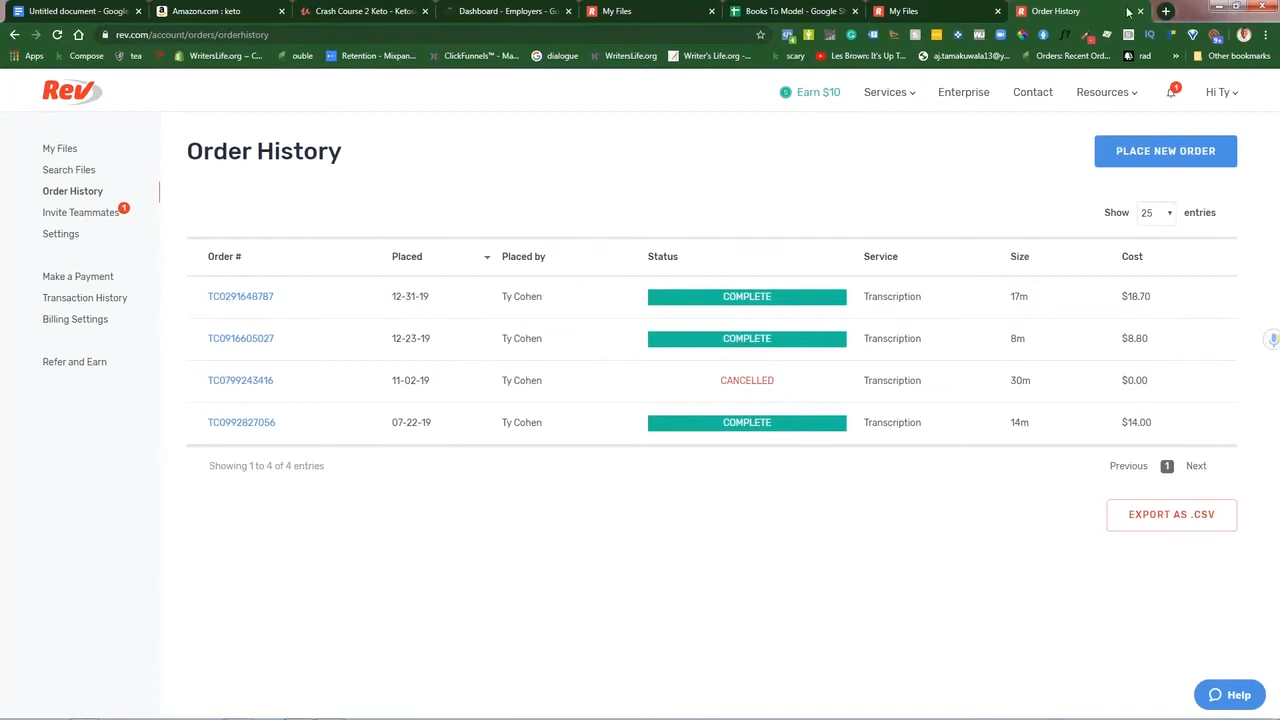 untitled document - Google
Amazon.com : keto
Crash Course 2 Keto - Ketos
Dashboard - Employers - Gu
My Files
Books To Model - Google S
My Files
Order History
rev.com/account/orders/orderhistory
Apps
Compose
tea
WritersLife.org ~ C...
ouble
Retention - Mixpan...
ClickFunnels™ - Ma...
dialogue
WritersLife.org
Writer's Life.org -...
scary
Les Brown: It's Up T...
aj.tamakuwala13@y...
Orders: Recent Ord...
rad
»
Other bookmarks
Rev
Earn $10
Services
Enterprise
Contact
Resources
1
Hi Ty
My Files
Search Files
Order History
Invite Teammates 1
Settings
Make a Payment
Transaction History
Billing Settings
Refer and Earn
Order History
PLACE NEW ORDER
Show 25 entries
Order # Placed Placed by Status Service Size Cost
TC0291648787 12-31-19 Ty Cohen COMPLETE Transcription 17m $18.70
TC0916605027 12-23-19 Ty Cohen COMPLETE Transcription 8m $8.80
TC0799243416 11-02-19 Ty Cohen CANCELLED Transcription 30m $0.00
TC0992827056 07-22-19 Ty Cohen COMPLETE Transcription 14m $14.00
Showing 1 to 4 of 4 entries
Previous 1 Next
EXPORT AS .CSV
Help